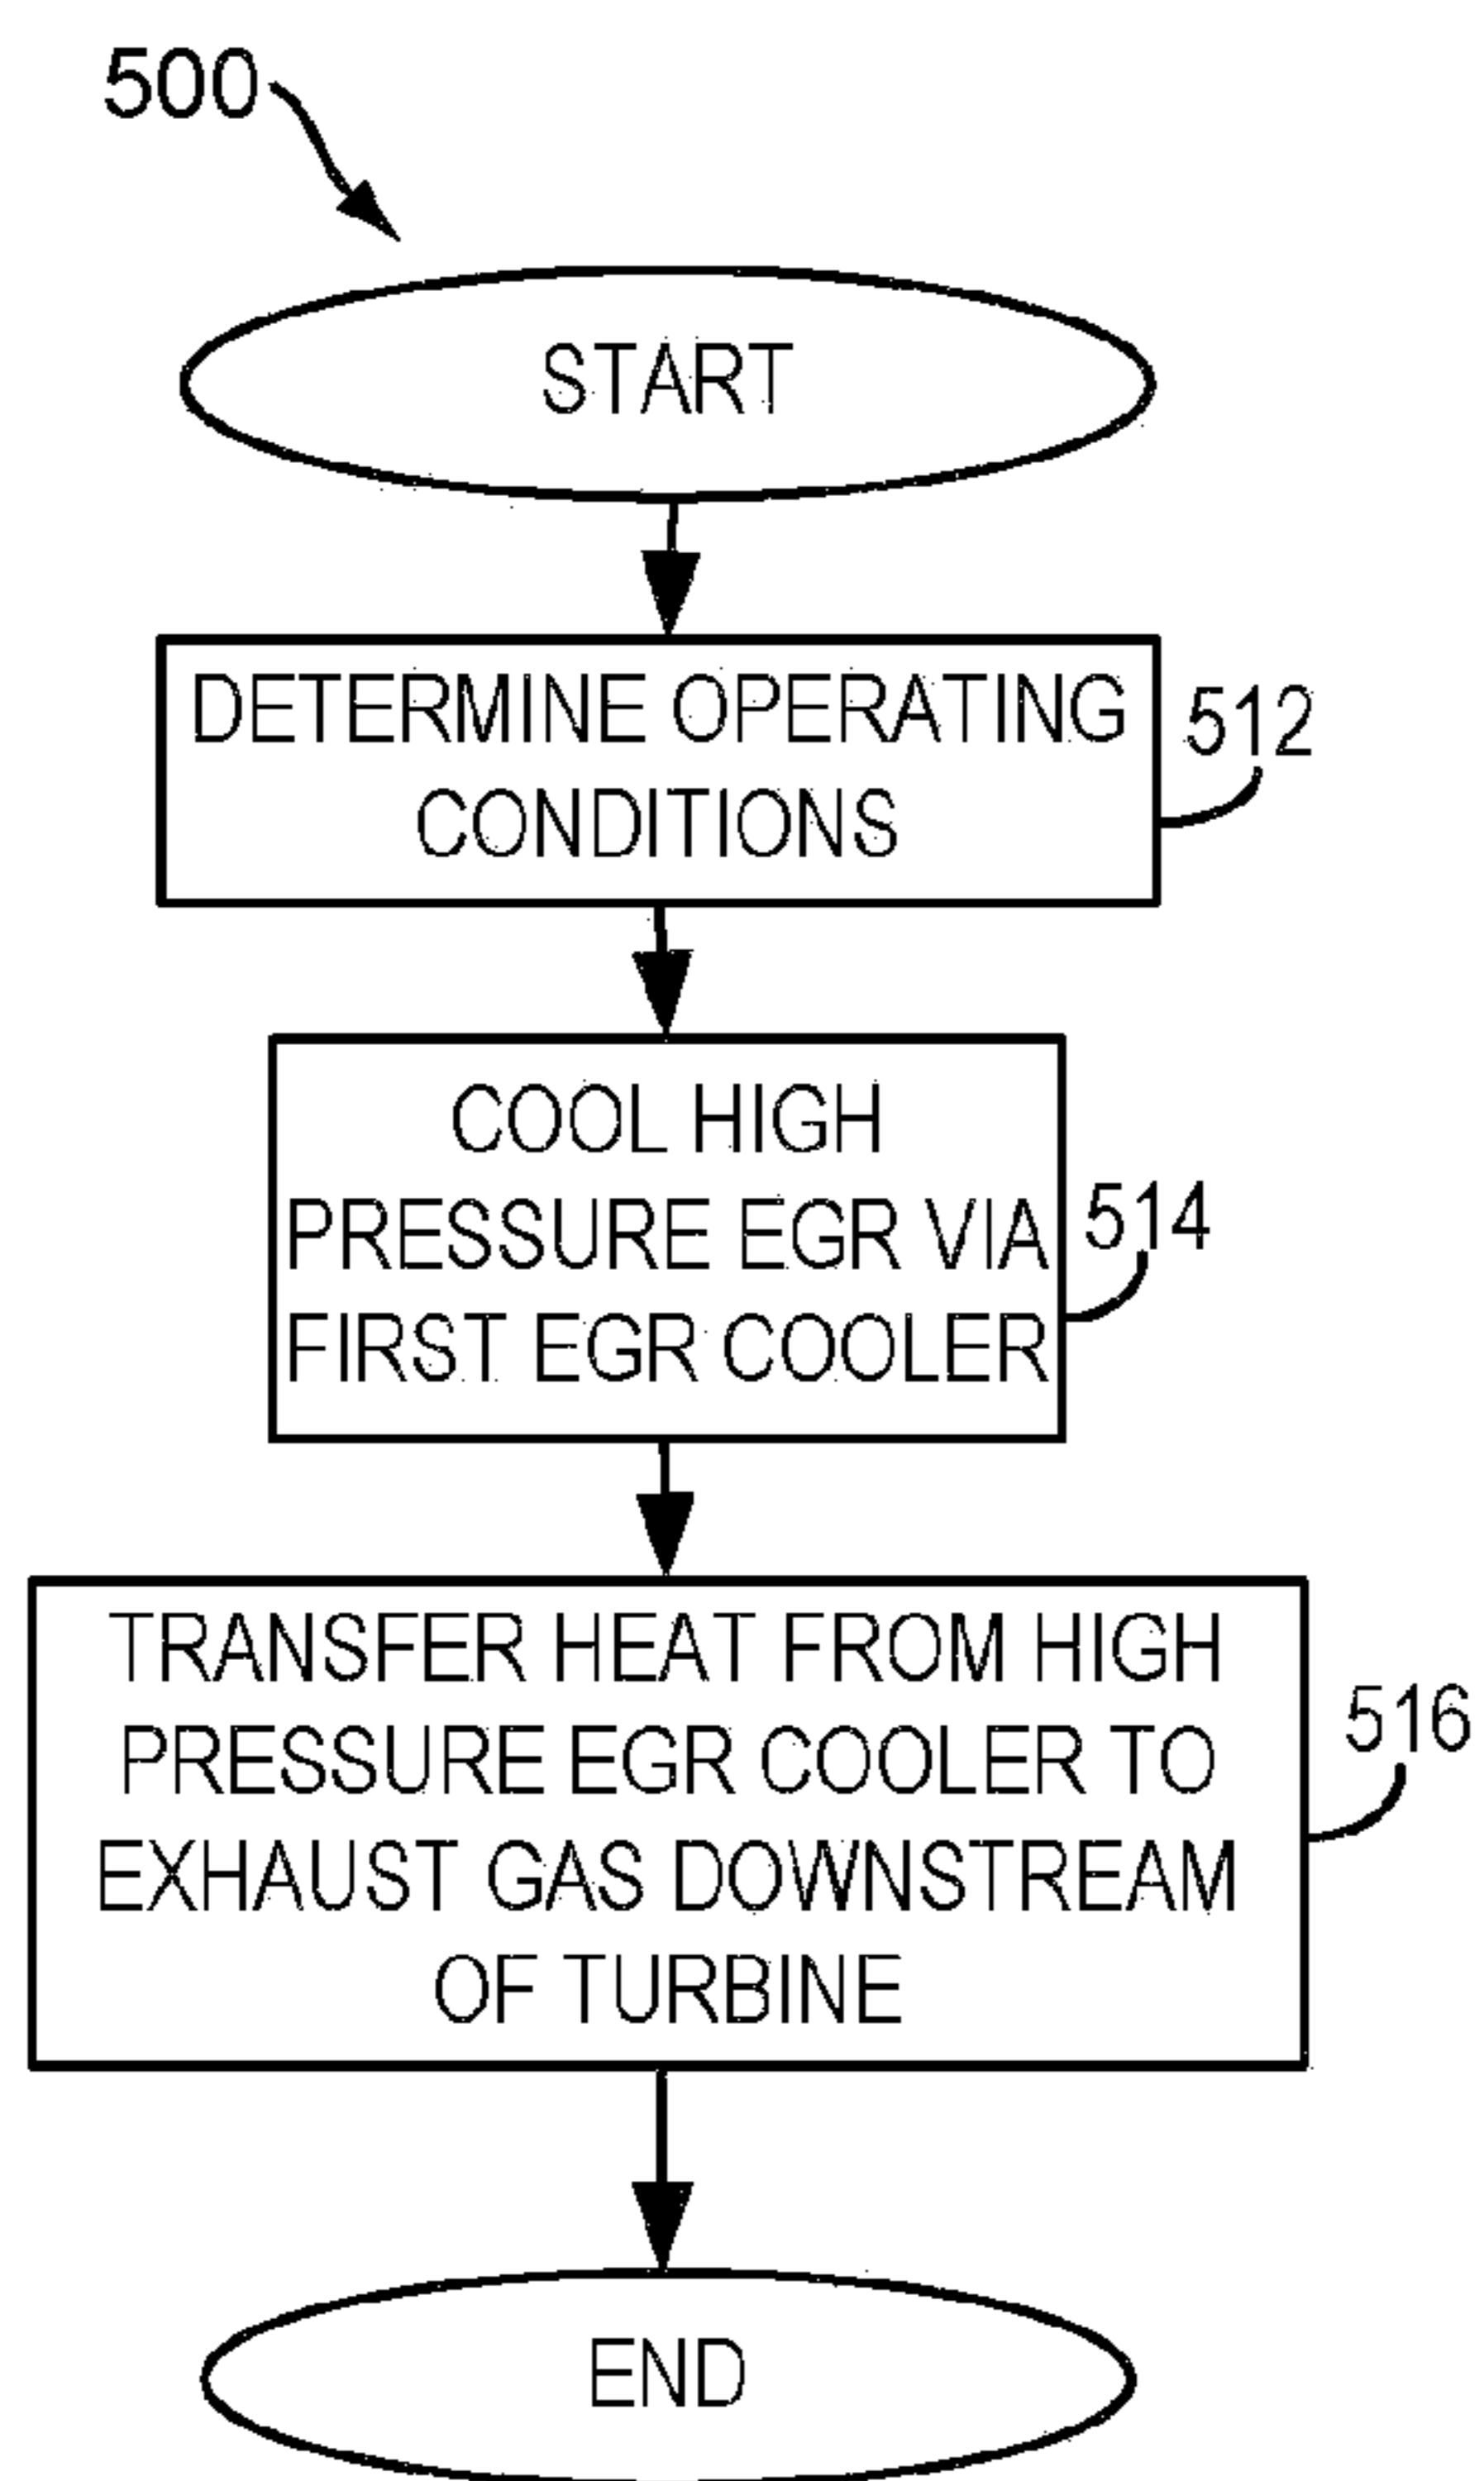 500
START
DETERMINE OPERATING
CONDITIONS
512
COOL HIGH
PRESSURE EGR VIA
FIRST EGR COOLER
514
TRANSFER HEAT FROM HIGH
PRESSURE EGR COOLER TO
EXHAUST GAS DOWNSTREAM
OF TURBINE
516
END